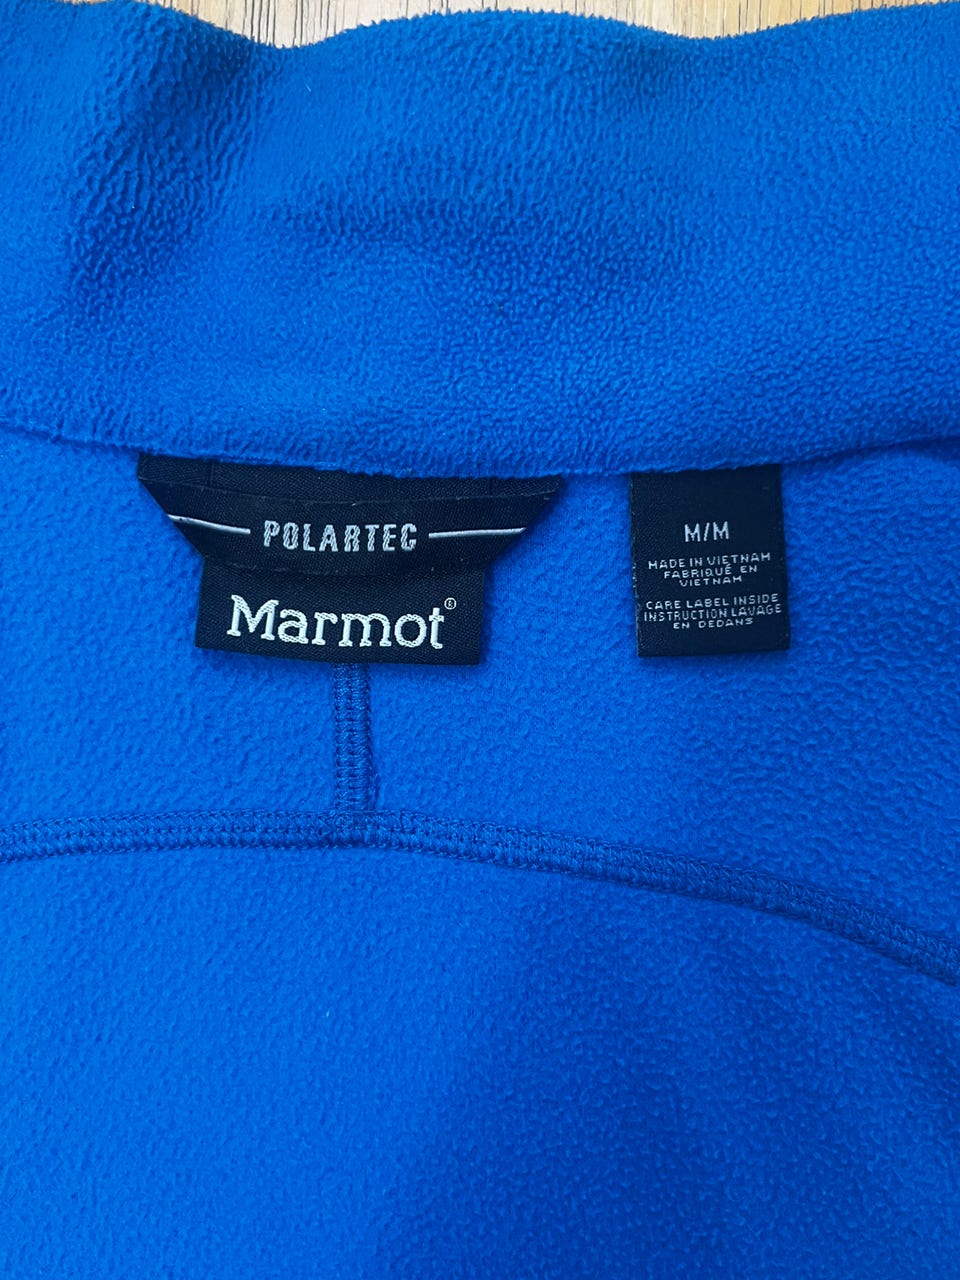 POLARTEC
Marmot®
M/M
MADE IN VIETNAM
FABRIQUÉ EN
VIETNAM
CARE LABEL INSIDE
INSTRUCTION LAVAGE
EN DEDANS